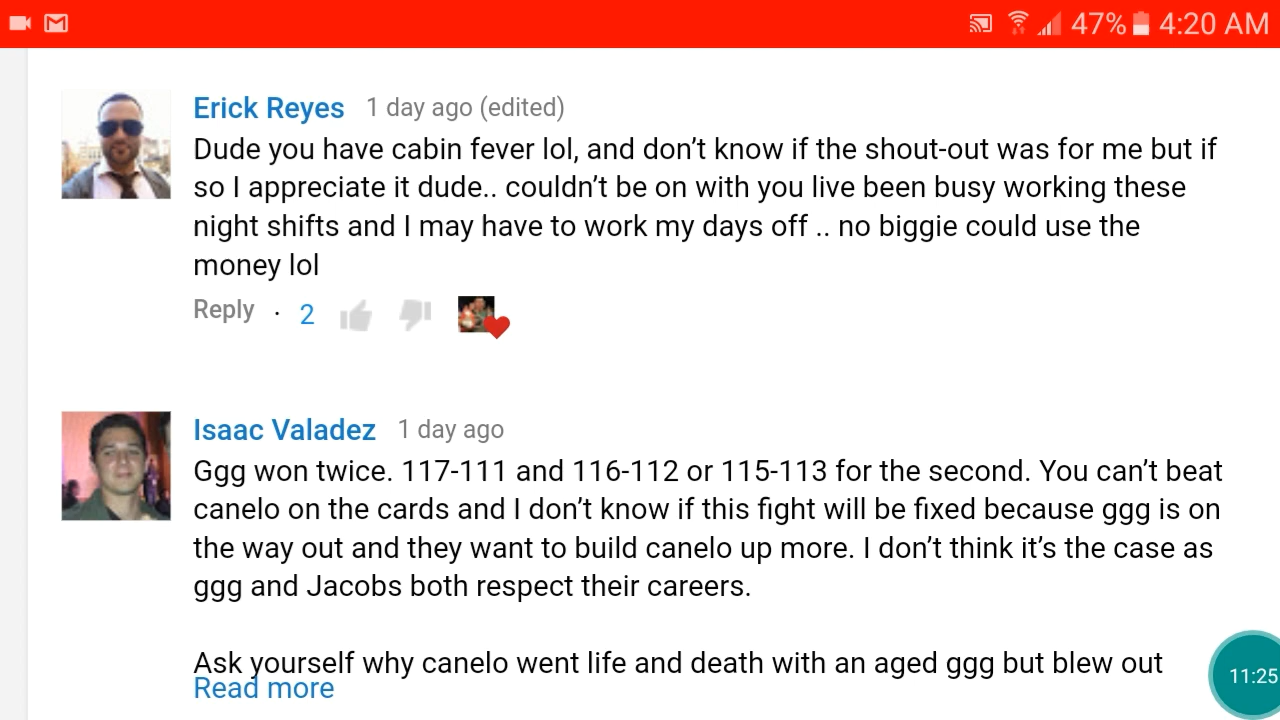 47% 4:20 AM
Erick Reyes 1 day ago (edited)
Dude you have cabin fever lol, and don’t know if the shout-out was for me but if
so I appreciate it dude.. couldn’t be on with you live been busy working these
night shifts and I may have to work my days off .. no biggie could use the
money lol
Reply · 2
Isaac Valadez 1 day ago
Ggg won twice. 117-111 and 116-112 or 115-113 for the second. You can’t beat
canelo on the cards and I don’t know if this fight will be fixed because ggg is on
the way out and they want to build canelo up more. I don’t think it’s the case as
ggg and Jacobs both respect their careers.
Ask yourself why canelo went life and death with an aged ggg but blew out
Read more
11:25